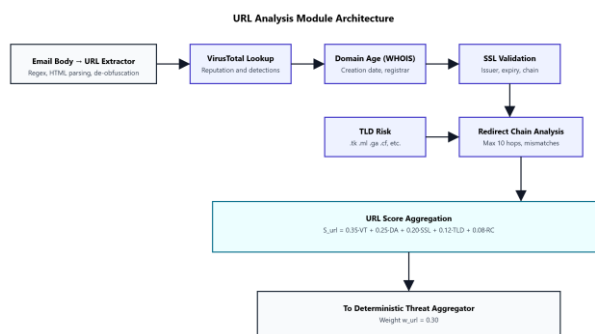 URL Analysis Module Architecture
Email Body → URL Extractor
Regex, HTML parsing, de-obfuscation
VirusTotal Lookup
Reputation and detections
Domain Age (WHOIS)
Creation date, registrar
SSL Validation
Issuer, expiry, chain
TLD Risk
.tk .ml .ga .cf, etc.
Redirect Chain Analysis
Max 10 hops, mismatches
URL Score Aggregation
S_url = 0.35·VT + 0.25·DA + 0.20·SSL + 0.12·TLD + 0.08·RC
To Deterministic Threat Aggregator
Weight w_url = 0.30